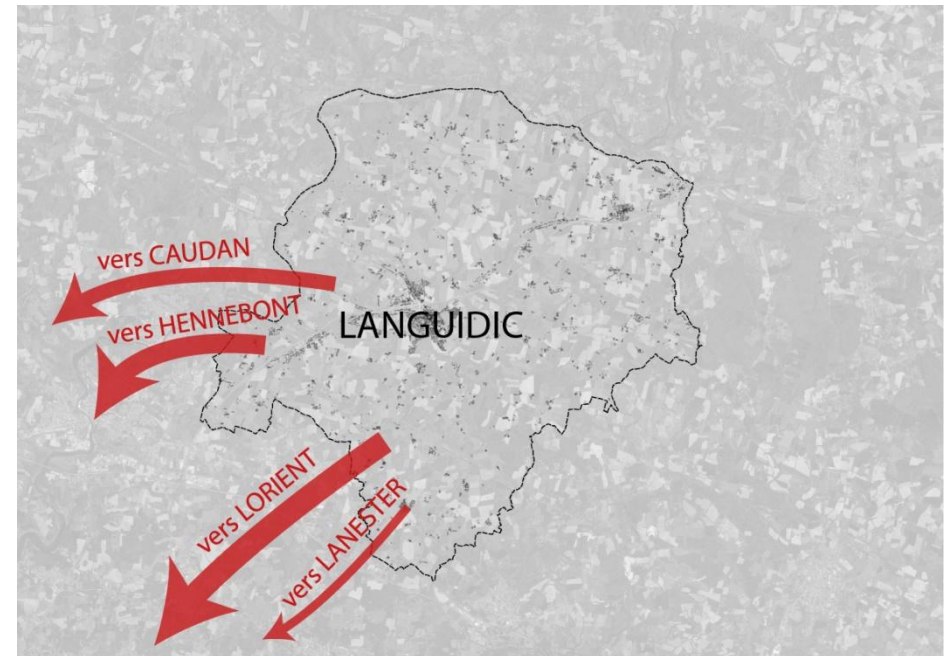 vers CAUDAN
vers HENNEBONT
LANGUIDIC
vers LORIENT
vers LANESTER